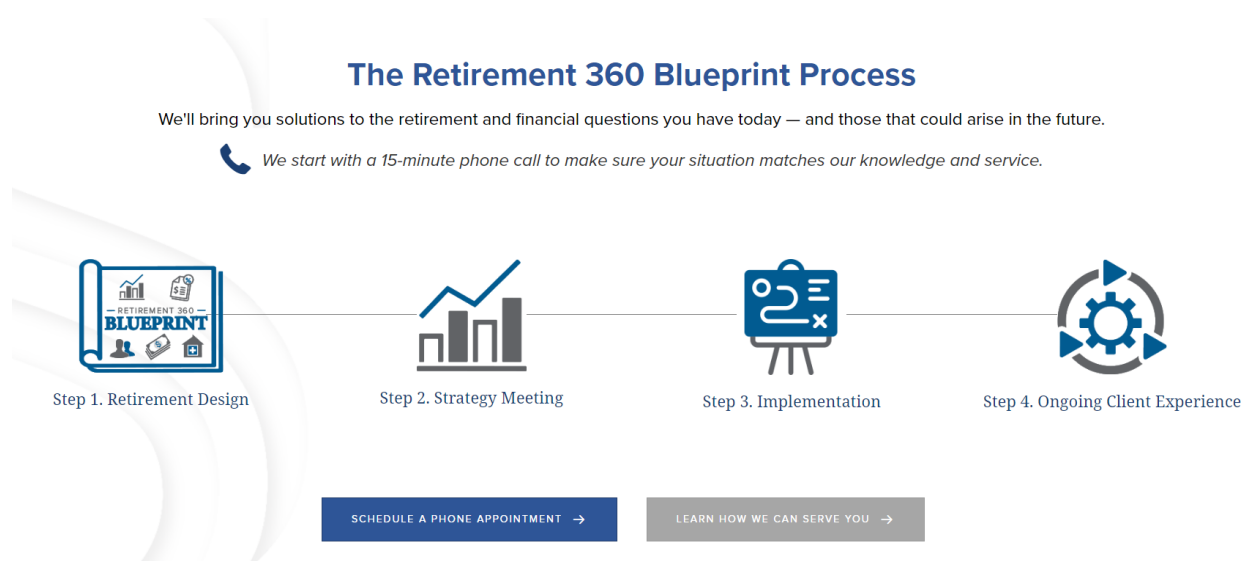 The Retirement 360 Blueprint Process
We'll bring you solutions to the retirement and financial questions you have today — and those that could arise in the future.
We start with a 15-minute phone call to make sure your situation matches our knowledge and service.
RETIREMENT 360
BLUEPRINT
Step 1. Retirement Design
Step 2. Strategy Meeting
Step 3. Implementation
Step 4. Ongoing Client Experience
SCHEDULE A PHONE APPOINTMENT →
LEARN HOW WE CAN SERVE YOU →